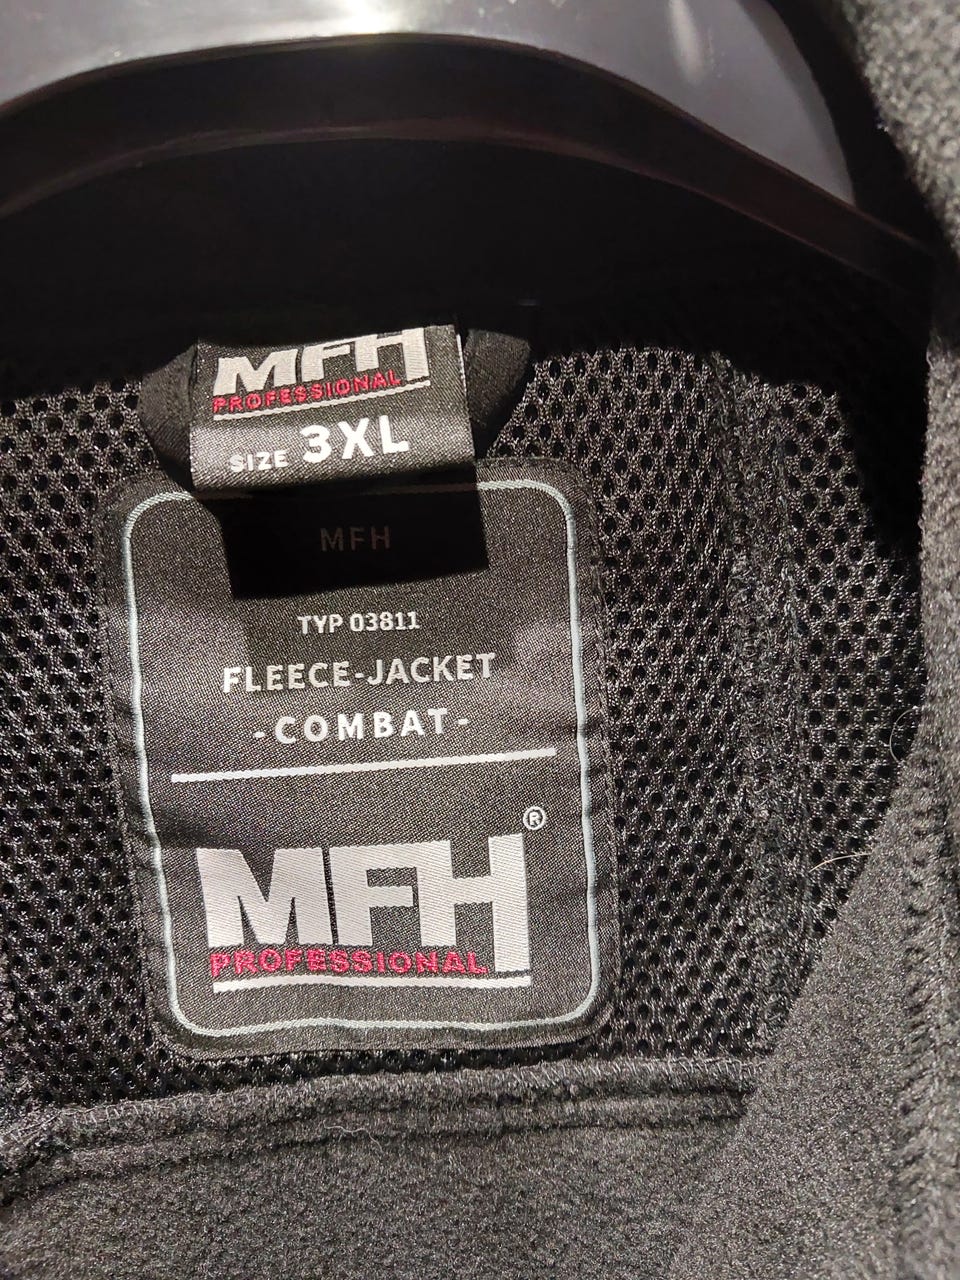 MFH
PROFESSIONAL
SIZE 3XL
MFH
TYP 03811
FLEECE-JACKET
-COMBAT-
MFH®
PROFESSIONAL